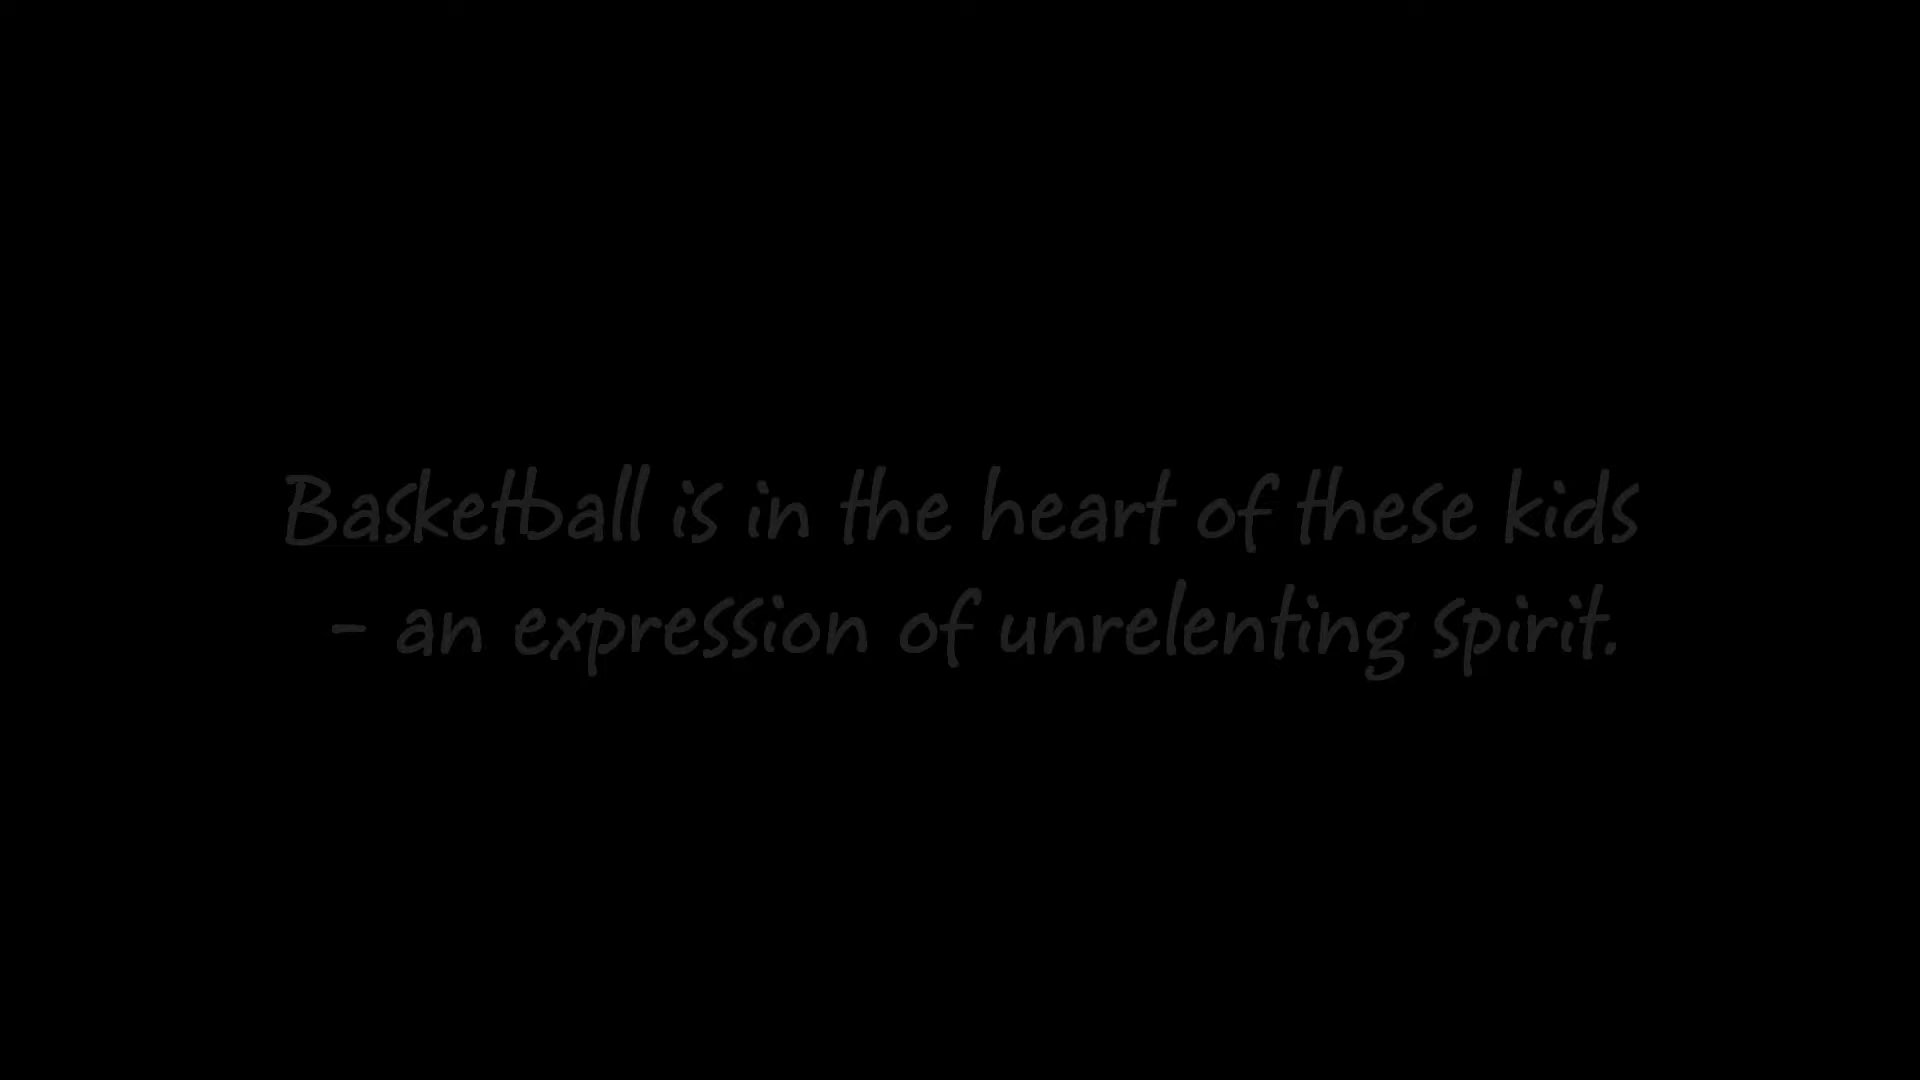 Basketball is in the heart of these kids
- an expression of unrelenting spirit.